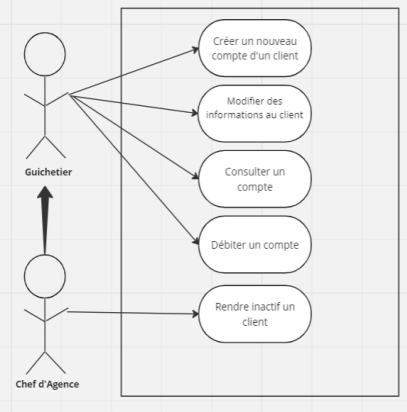 Créer un nouveau
compte d'un client
Modifier des
informations au client
Guichetier
Consulter un
compte
Débiter un compte
Rendre inactif un
client
Chef d'Agence